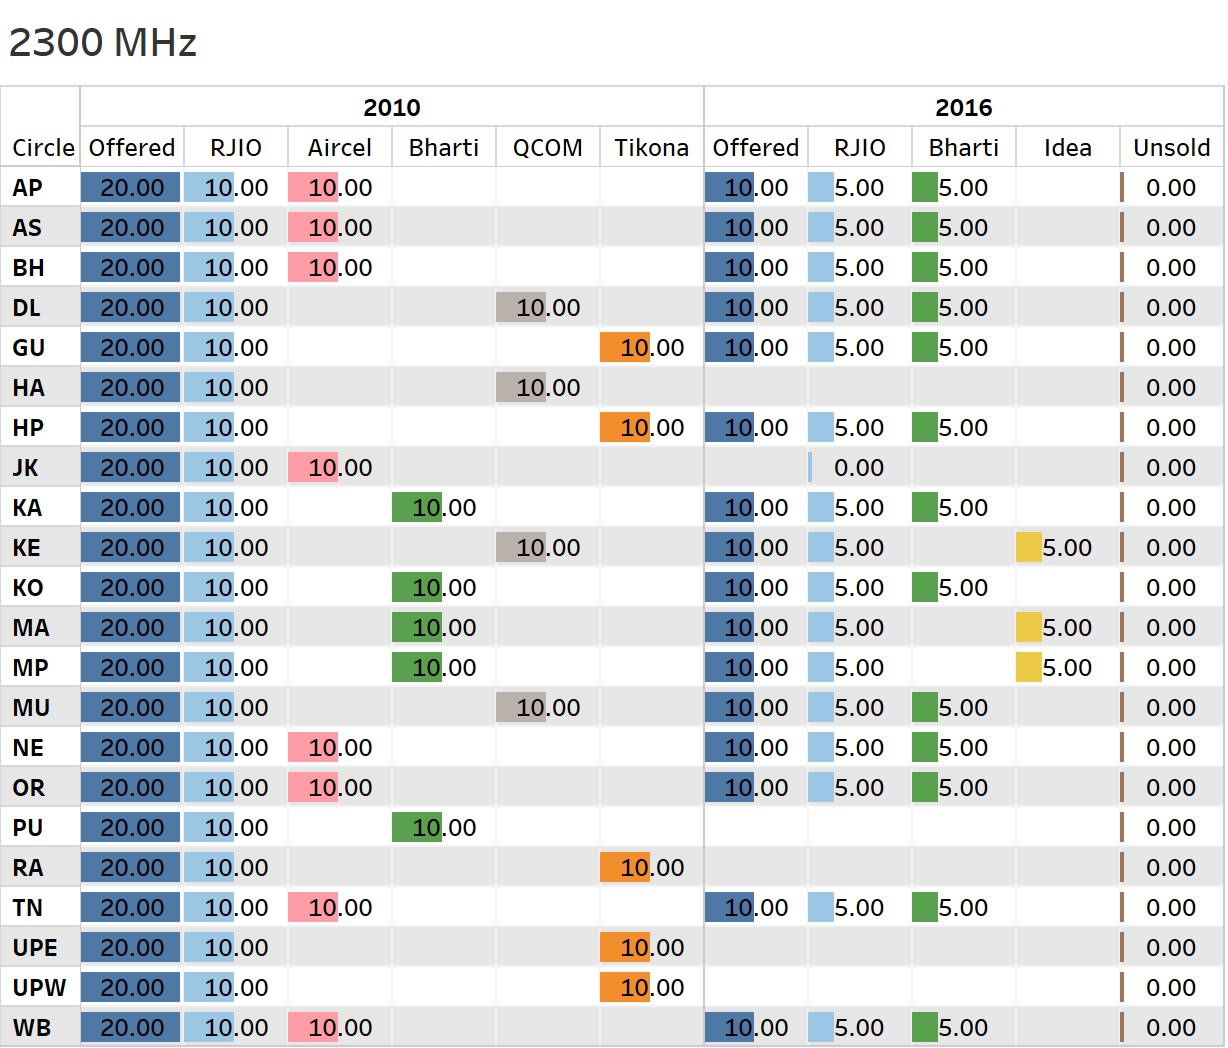 2300 MHz
2010 2016
Circle Offered RJIO Aircel Bharti QCOM Tikona Offered RJIO Bharti Idea Unsold
AP 20.00 10.00 10.00 10.00 5.00 5.00 0.00
AS 20.00 10.00 10.00 10.00 5.00 5.00 0.00
BH 20.00 10.00 10.00 10.00 5.00 5.00 0.00
DL 20.00 10.00 10.00 10.00 5.00 5.00 0.00
GU 20.00 10.00 10.00 10.00 5.00 5.00 0.00
HA 20.00 10.00 10.00 0.00
HP 20.00 10.00 10.00 10.00 5.00 5.00 0.00
JK 20.00 10.00 10.00 0.00 0.00
KA 20.00 10.00 10.00 10.00 5.00 5.00 0.00
KE 20.00 10.00 10.00 10.00 5.00 5.00 0.00
KO 20.00 10.00 10.00 10.00 5.00 5.00 0.00
MA 20.00 10.00 10.00 10.00 5.00 5.00 0.00
MP 20.00 10.00 10.00 10.00 5.00 5.00 0.00
MU 20.00 10.00 10.00 10.00 5.00 5.00 0.00
NE 20.00 10.00 10.00 10.00 5.00 5.00 0.00
OR 20.00 10.00 10.00 10.00 5.00 5.00 0.00
PU 20.00 10.00 10.00 0.00
RA 20.00 10.00 10.00 0.00
TN 20.00 10.00 10.00 10.00 5.00 5.00 0.00
UPE 20.00 10.00 10.00 0.00
UPW 20.00 10.00 10.00 0.00
WB 20.00 10.00 10.00 10.00 5.00 5.00 0.00